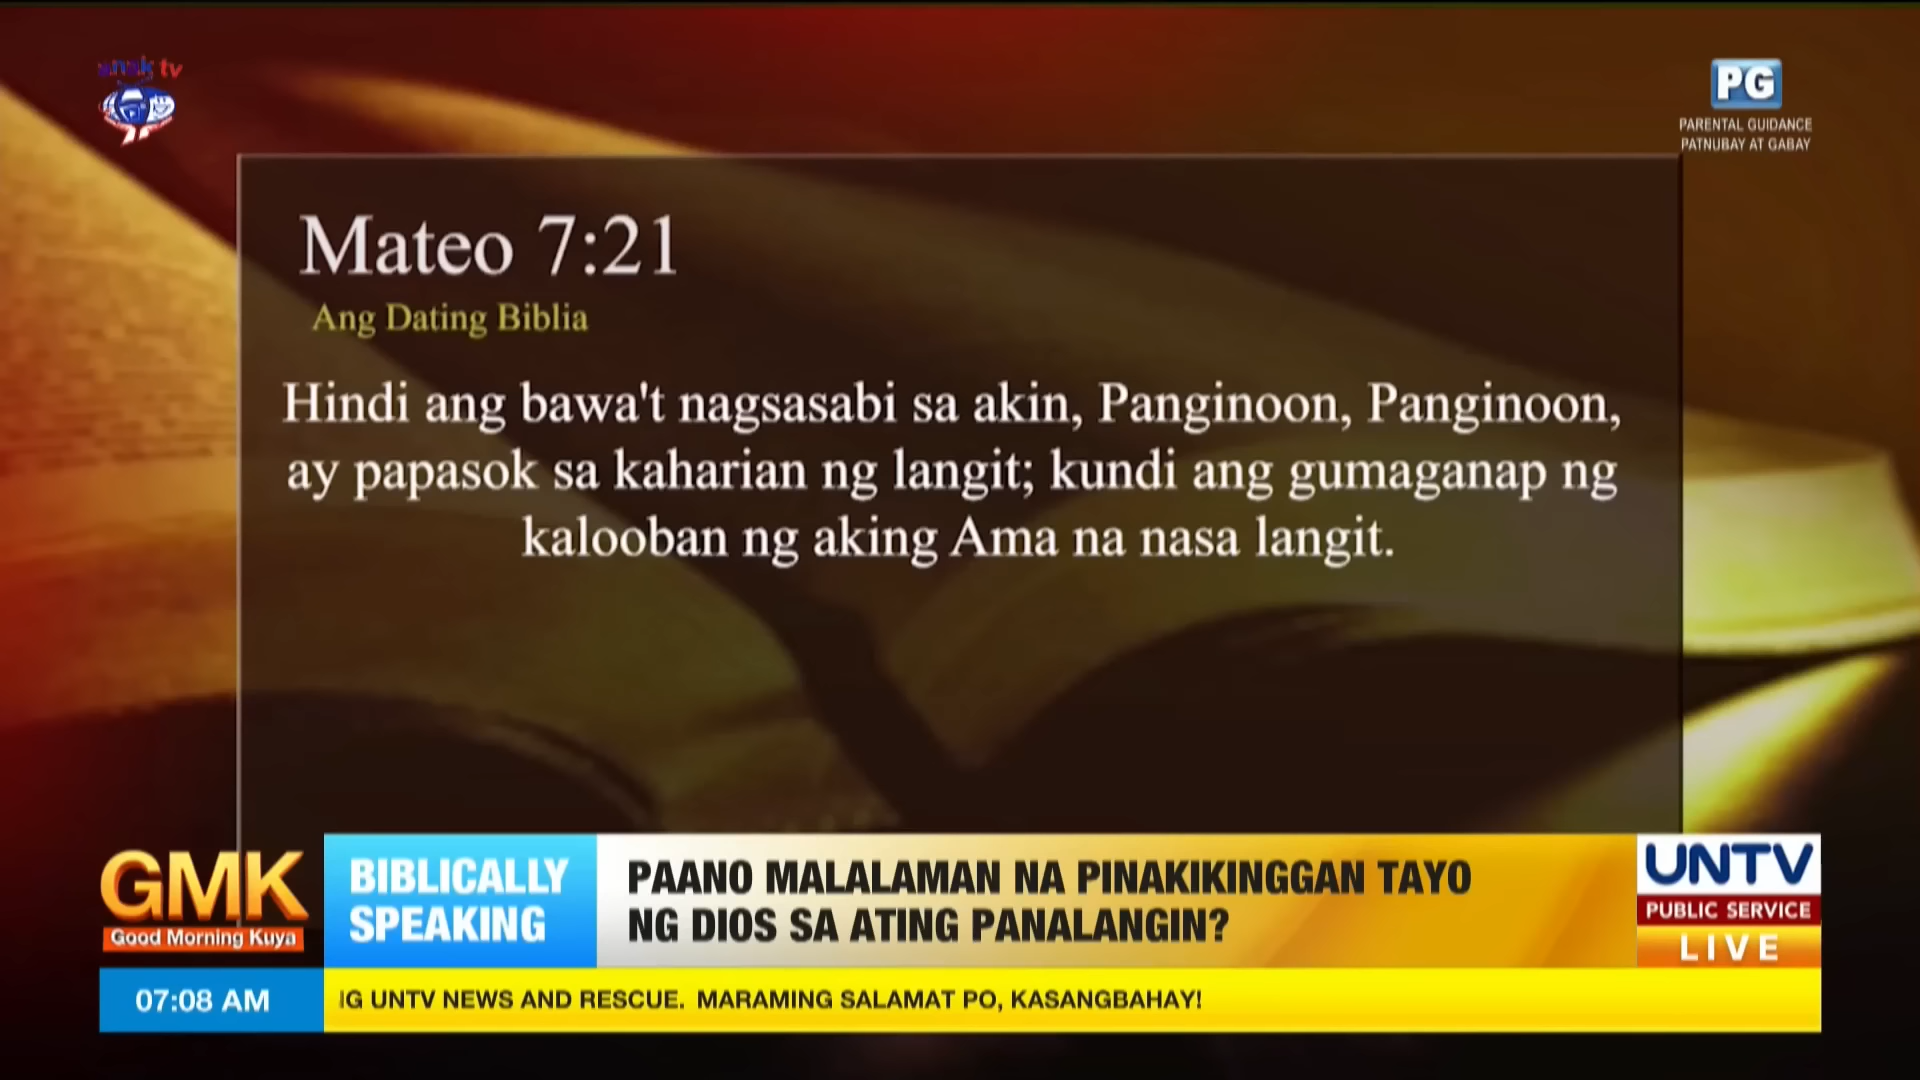 anak tv
PG
PARENTAL GUIDANCE
PATNUBAY AT GABAY
Mateo 7:21
Ang Dating Biblia
Hindi ang bawa't nagsasabi sa akin, Panginoon, Panginoon,
ay papasok sa kaharian ng langit; kundi ang gumaganap ng
kalooban ng aking Ama na nasa langit.
GMK
Good Morning Kuya
BIBLICALLY
SPEAKING
PAANO MALALAMAN NA PINAKIKINGGAN TAYO
NG DIOS SA ATING PANALANGIN?
UNTV
PUBLIC SERVICE
LIVE
07:08 AM
UNTV NEWS AND RESCUE. MARAMING SALAMAT PO, KASANGBAHAY!